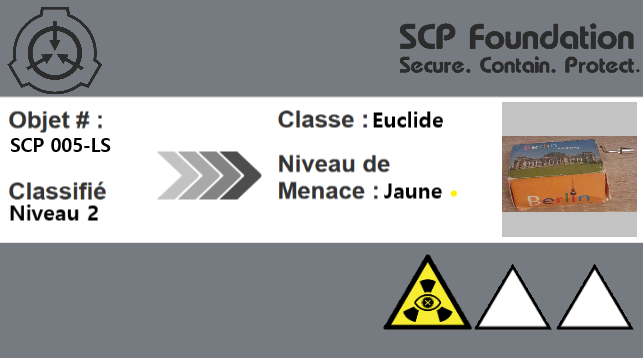 SCP Foundation
Secure. Contain. Protect.
Objet # :
SCP 005-LS
Classifié
Niveau 2
Classe : Euclide
Niveau de
Menace : Jaune
Berlin
Berlin